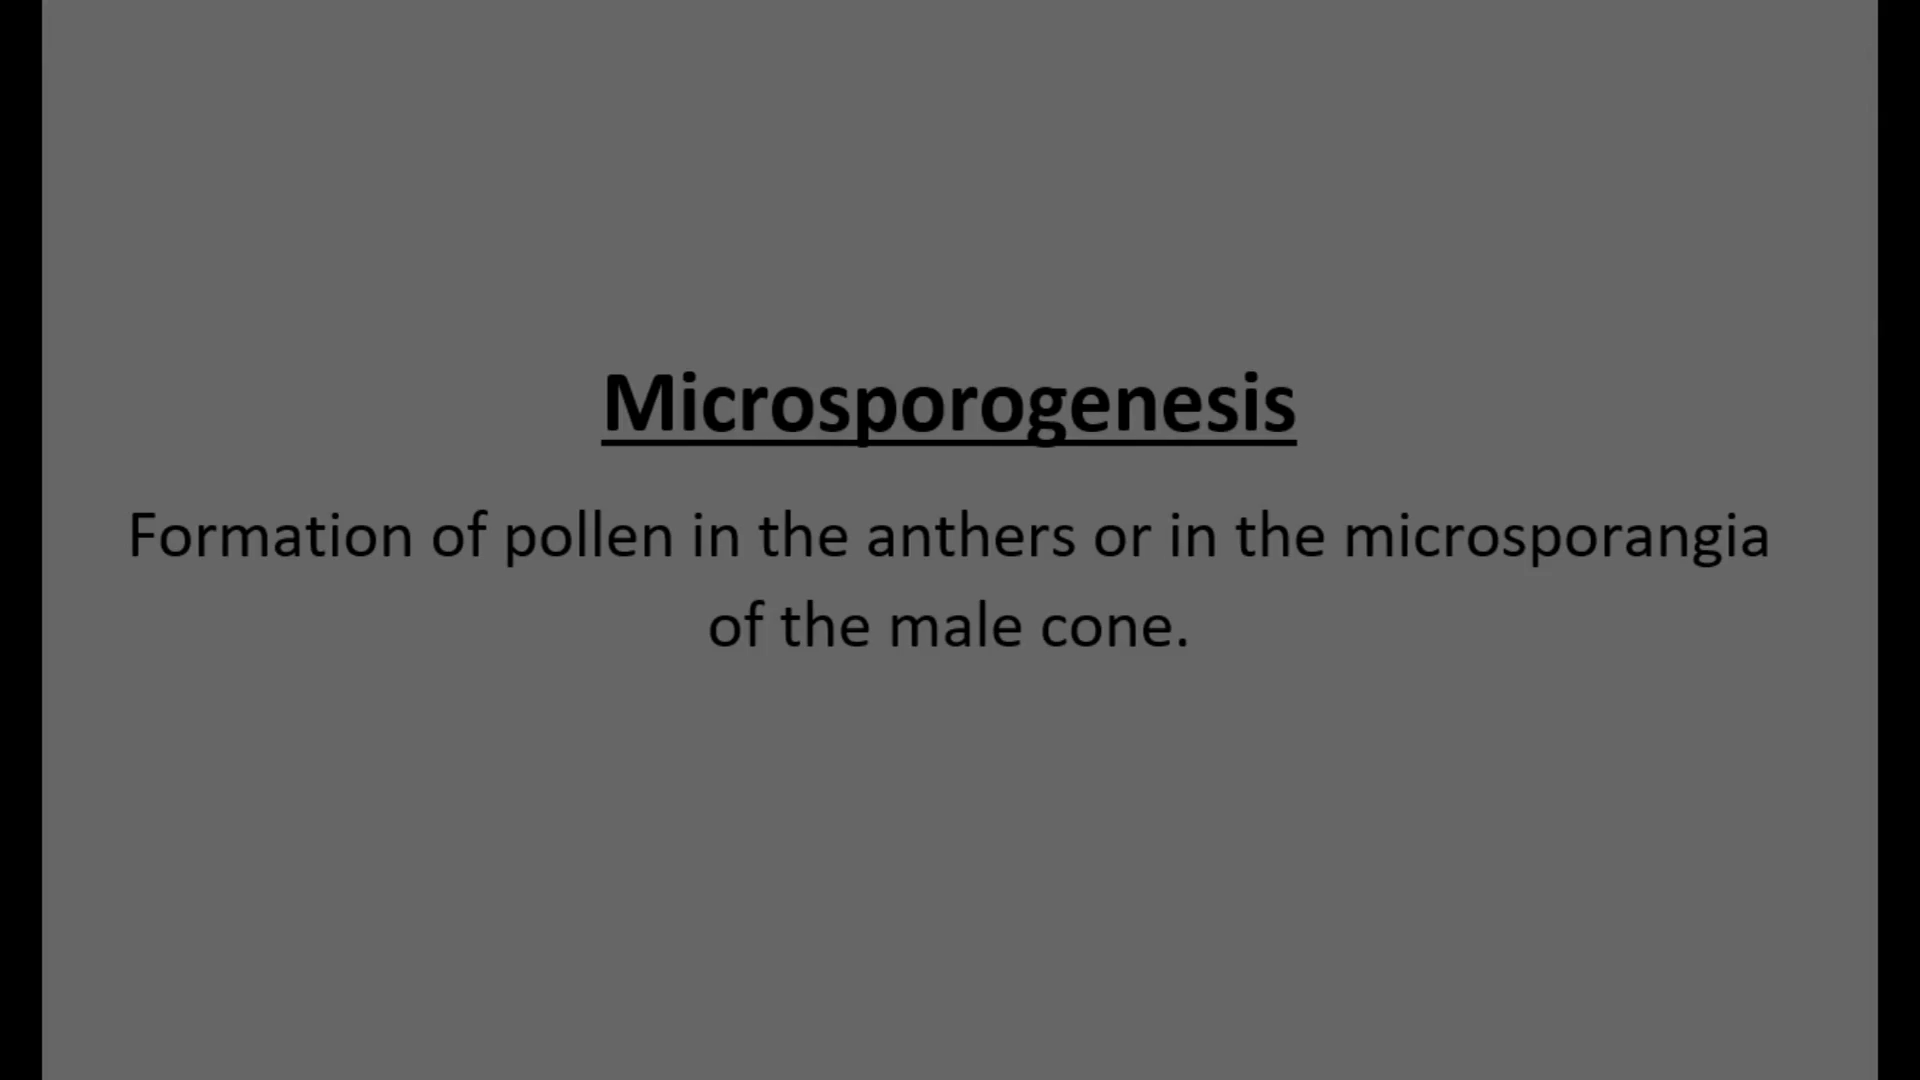 Microsporogenesis
Formation of pollen in the anthers or in the microsporangia
of the male cone.